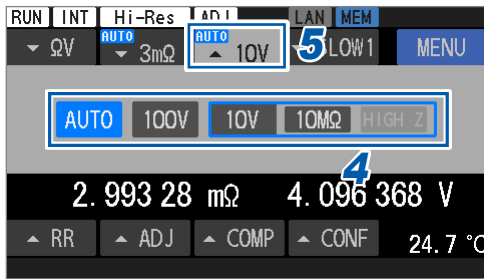 RUN INT Hi-Res ADJ LAN MEM
ΩV AUTO 3mΩ AUTO 10V 5 LOW1 MENU
AUTO 100V 10V 10MΩ HIGH Z
4
2.993 28 mΩ 4.096 368 V
RR ADJ COMP CONF 24.7 °C